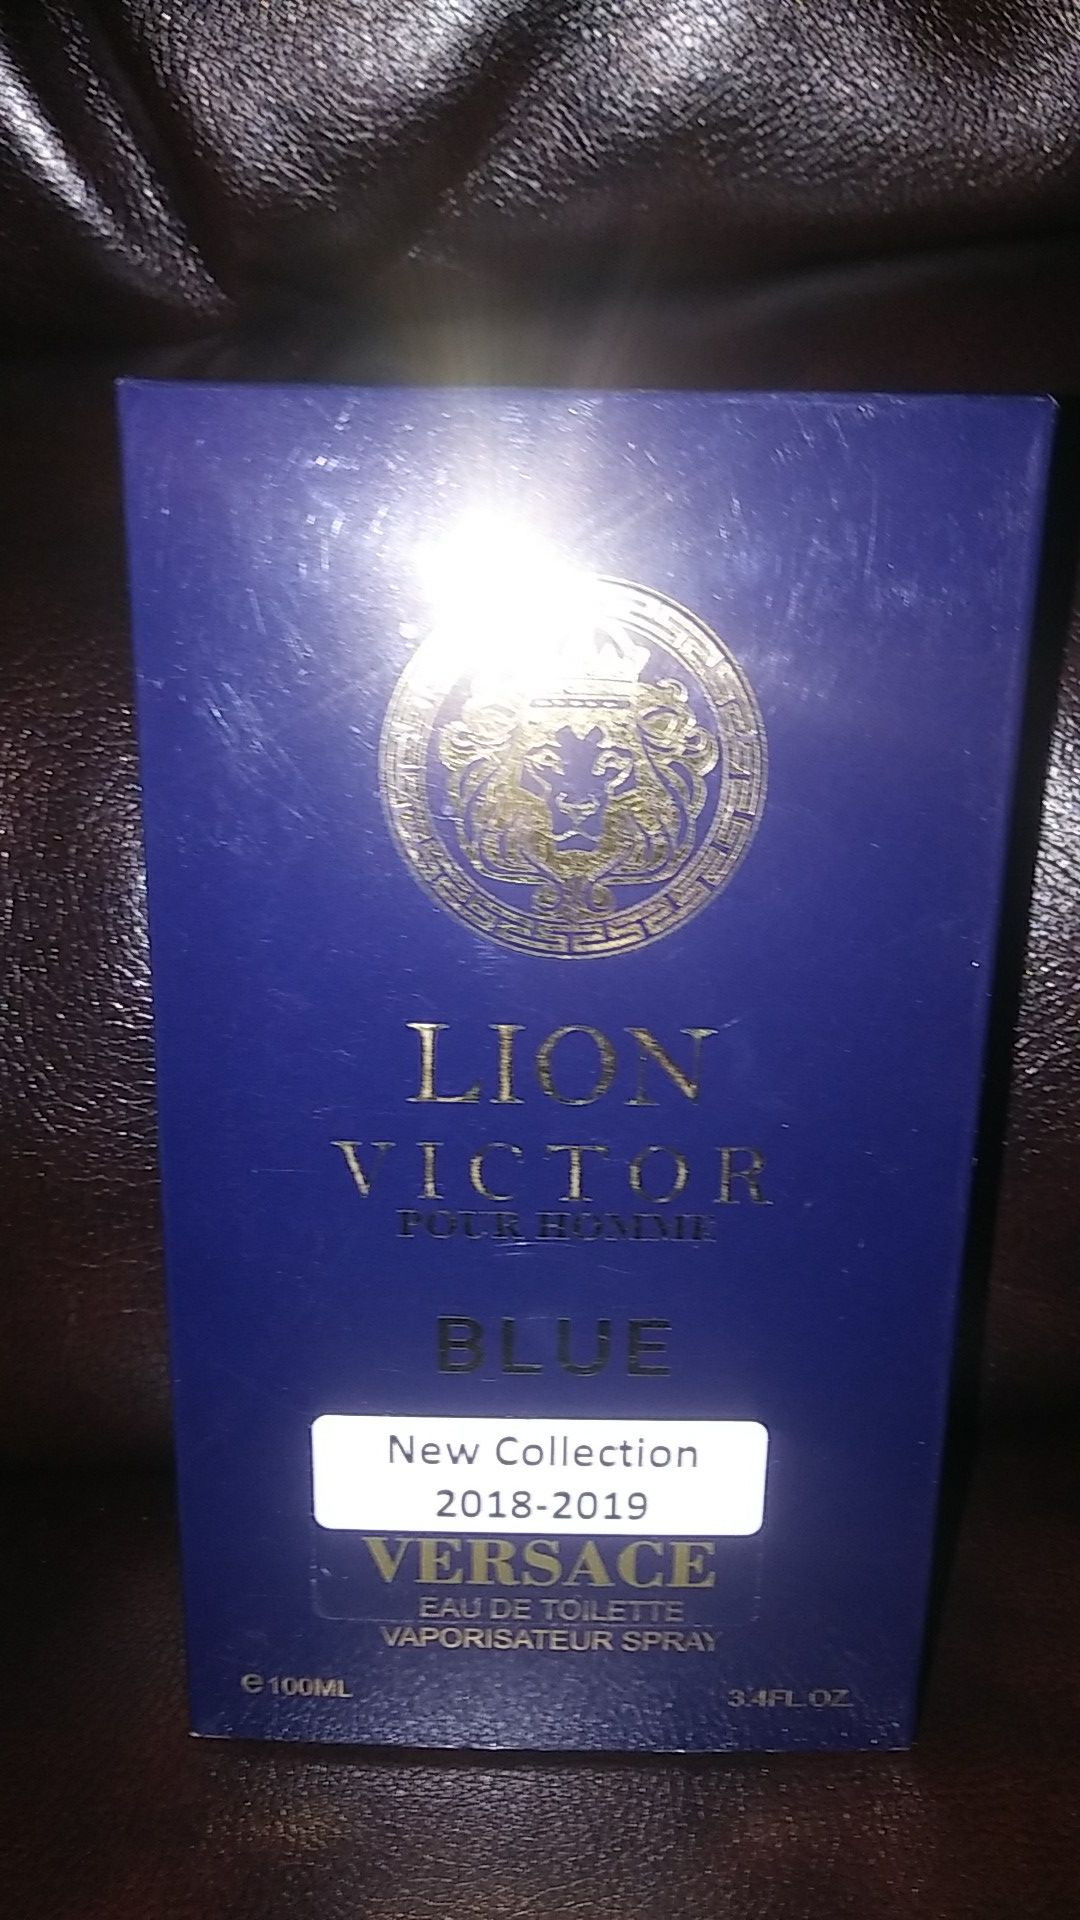 LION
VICTOR
POUR HOMME
BLUE
New Collection
2018-2019
VERSACE
EAU DE TOILETTE
VAPORISATEUR SPRAY
e 100ML 3.4FL OZ